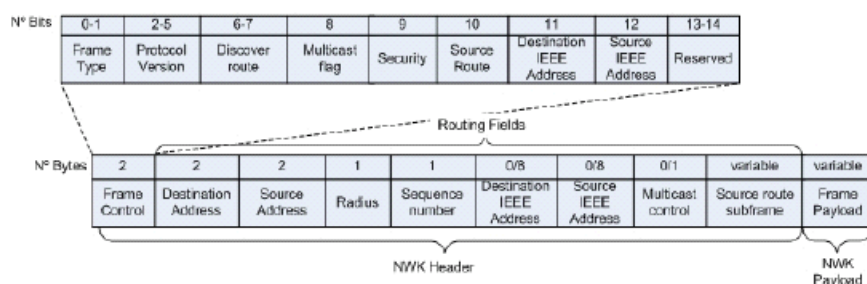 Nº Bits
0-1 2-5 6-7 8 9 10 11 12 13-14
Frame Type Protocol Version Discover route Multicast flag Security Source Route Destination IEEE Address Source IEEE Address Reserved
Routing Fields
Nº Bytes
2 2 2 1 1 0/8 0/8 0/1 variable variable
Frame Control Destination Address Source Address Radius Sequence number Destination IEEE Address Source IEEE Address Multicast control Source route subframe Frame Payload
NWK Header
NWK Payload